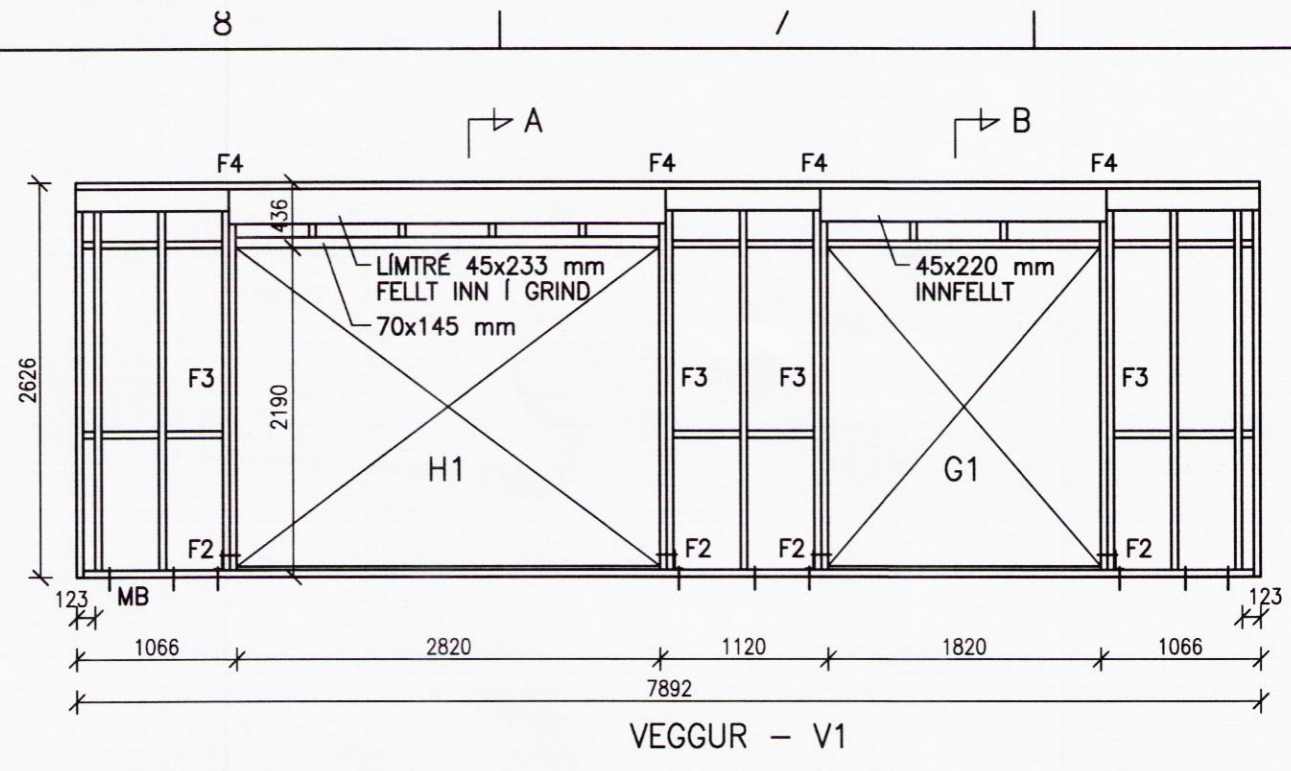 8 7
A B
F4 F4 F4 F4
436
LÍMTRÉ 45x233 mm
FELLT INN Í GRIND
70x145 mm
45x220 mm
INNFELLT
2626
F3 2190 F3 F3 F3
H1 G1
F2 F2 F2 F2
123 MB 123
1066 2820 1120 1820 1066
7892
VEGGUR – V1